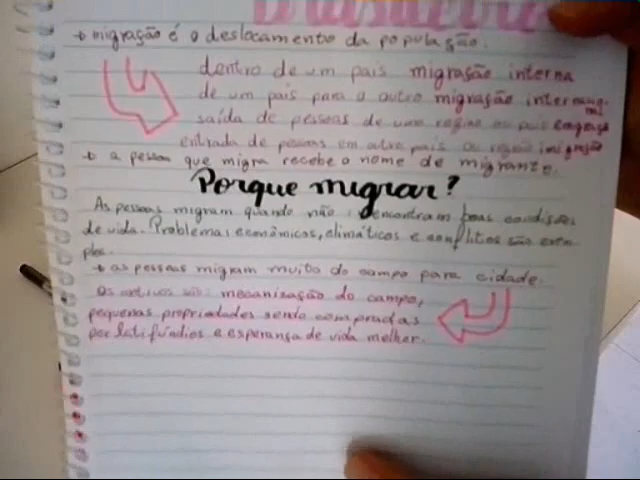 brasileira
→ migração é o deslocamento da população.
dentro de um país migração interna
de um país para o outro migração
saída de pessoas de uma região ou país
entrada de pessoas em outro país ou região imigração
→ a pessoa que migra recebe o nome de migrante.
Porque migrar?
As pessoas migram quando não encontram boas condições
de vida. Problemas econômicos, climáticos e conflitos são exem
plos.
→ as pessoas migram muito do campo para cidade.
os motivos são: mecanização do campo,
pequenas propriedades sendo compradas
por latifúndios e esperança de vida melhor.